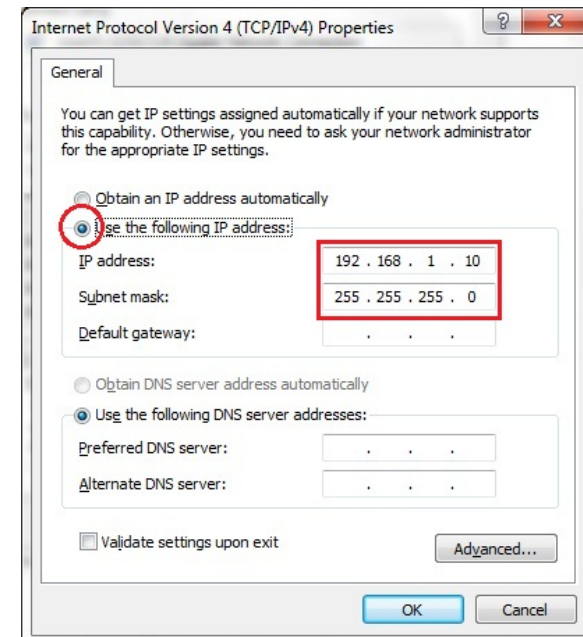 Internet Protocol Version 4 (TCP/IPv4) Properties
General
You can get IP settings assigned automatically if your network supports
this capability. Otherwise, you need to ask your network administrator
for the appropriate IP settings.
Obtain an IP address automatically
Use the following IP address:
IP address: 192 . 168 . 1 . 10
Subnet mask: 255 . 255 . 255 . 0
Default gateway: . . .
Obtain DNS server address automatically
Use the following DNS server addresses:
Preferred DNS server: . . .
Alternate DNS server: . . .
Validate settings upon exit
Advanced...
OK Cancel